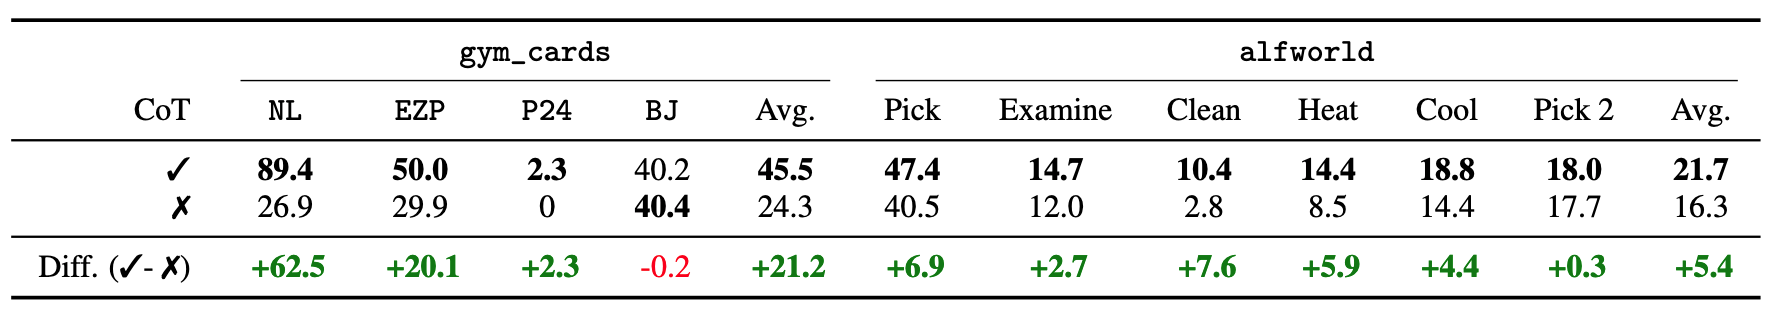 gym_cards alfworld
CoT NL EZP P24 BJ Avg. Pick Examine Clean Heat Cool Pick 2 Avg.
✓ 89.4 50.0 2.3 40.2 45.5 47.4 14.7 10.4 14.4 18.8 18.0 21.7
✗ 26.9 29.9 0 40.4 24.3 40.5 12.0 2.8 8.5 14.4 17.7 16.3
Diff. (✓- ✗) +62.5 +20.1 +2.3 -0.2 +21.2 +6.9 +2.7 +7.6 +5.9 +4.4 +0.3 +5.4